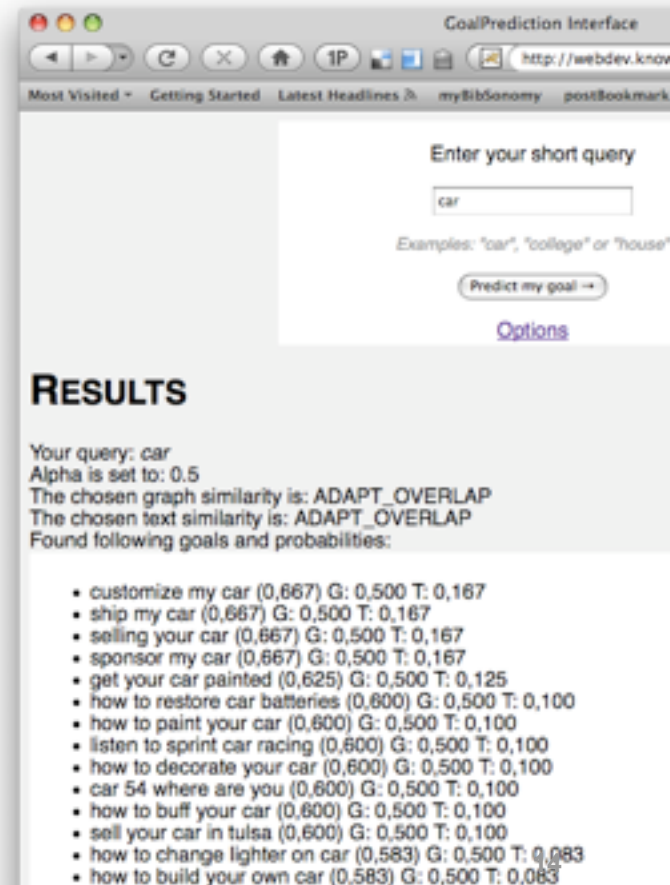 GoalPrediction Interface
1P http://webdev.know
Most Visited Getting Started Latest Headlines myBibSonomy postBookmark
Enter your short query
car
Examples: "car", "college" or "house"
Predict my goal →
Options
RESULTS
Your query: car
Alpha is set to: 0.5
The chosen graph similarity is: ADAPT_OVERLAP
The chosen text similarity is: ADAPT_OVERLAP
Found following goals and probabilities:
• customize my car (0,667) G: 0,500 T: 0,167
• ship my car (0,667) G: 0,500 T: 0,167
• selling your car (0,667) G: 0,500 T: 0,167
• sponsor my car (0,667) G: 0,500 T: 0,167
• get your car painted (0,625) G: 0,500 T: 0,125
• how to restore car batteries (0,600) G: 0,500 T: 0,100
• how to paint your car (0,600) G: 0,500 T: 0,100
• listen to sprint car racing (0,600) G: 0,500 T: 0,100
• how to decorate your car (0,600) G: 0,500 T: 0,100
• car 54 where are you (0,600) G: 0,500 T: 0,100
• how to buff your car (0,600) G: 0,500 T: 0,100
• sell your car in tulsa (0,600) G: 0,500 T: 0,100
• how to change lighter on car (0,583) G: 0,500 T: 0,083
• how to build your own car (0,583) G: 0,500 T: 0,083
14